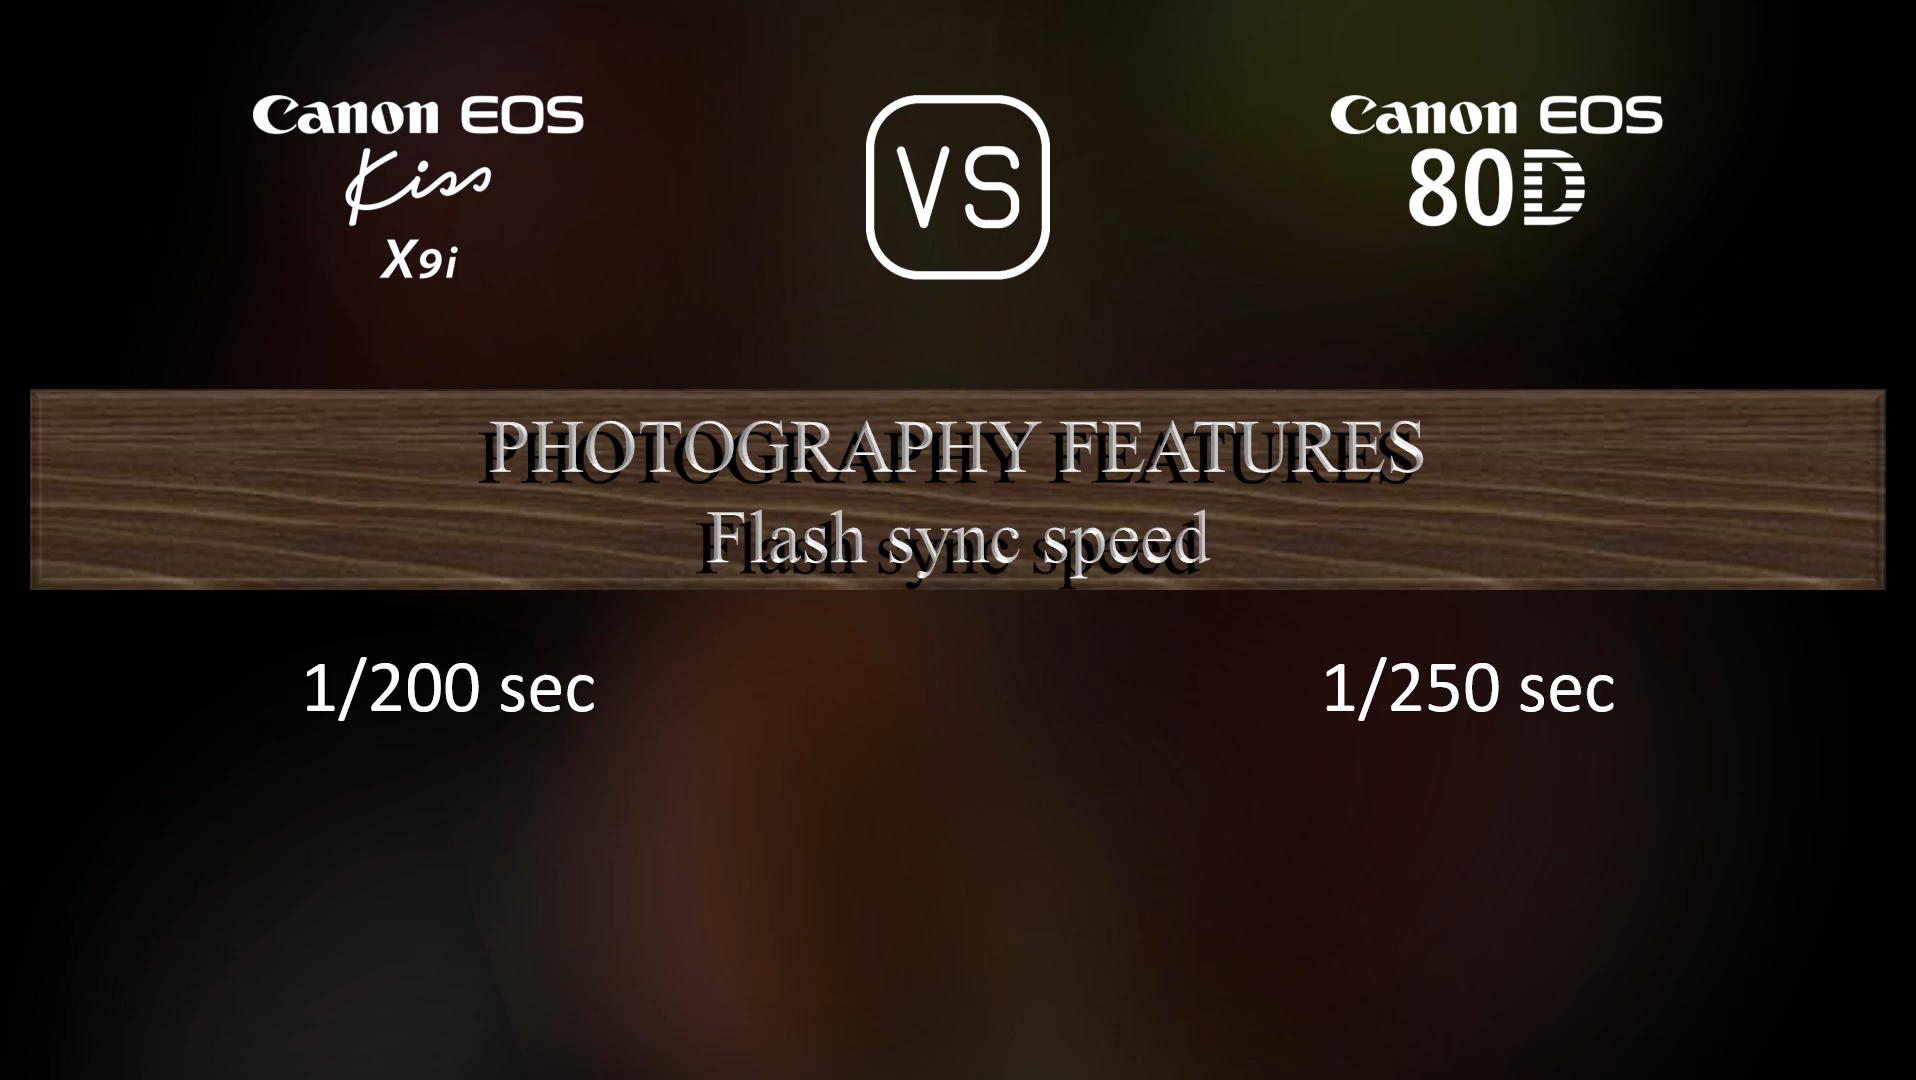 Canon EOS
Kiss
X9i
VS
Canon EOS
80D
PHOTOGRAPHY FEATURES
Flash sync speed
1/200 sec
1/250 sec